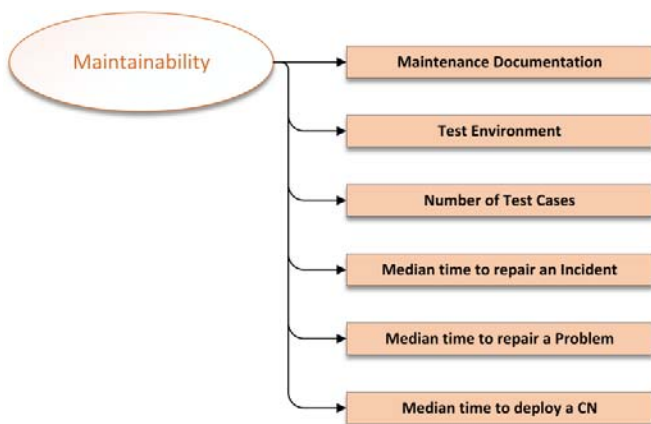 Maintainability
Maintenance Documentation
Test Environment
Number of Test Cases
Median time to repair an Incident
Median time to repair a Problem
Median time to deploy a CN